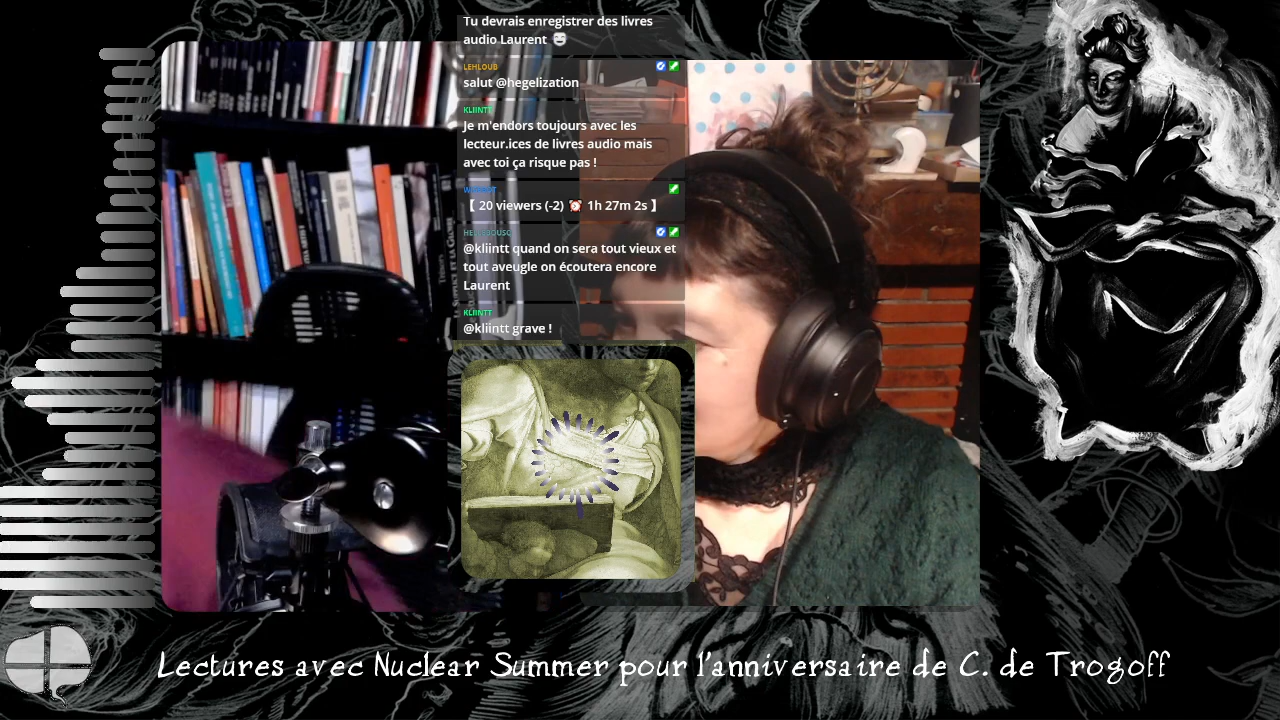 Tu devrais enregistrer des livres
audio Laurent
LEHLOUB
salut @hegelization
KLIINTT
Je m'endors toujours avec les
lecteur.ices de livres audio mais
avec toi ça risque pas !
【 20 viewers (-2) ⏰ 1h 27m 2s 】
@kliintt quand on sera tout vieux et
tout aveugle on écoutera encore
Laurent
KLIINTT
@kliintt grave !
Lectures avec Nuclear Summer pour l'anniversaire de C. de Trogoff